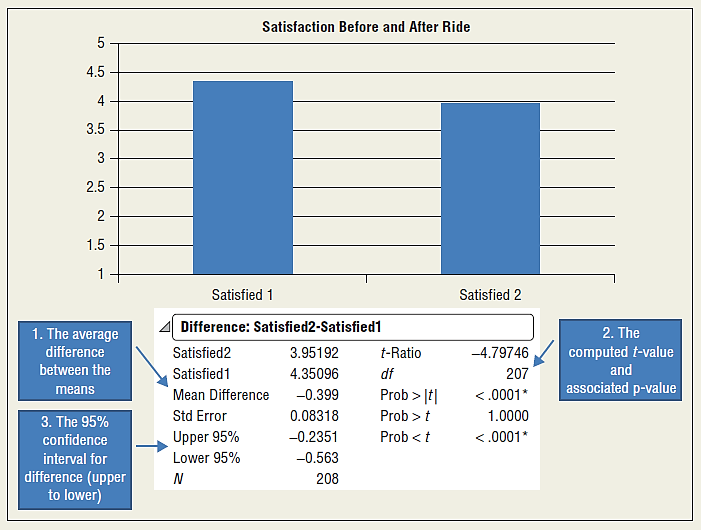 Satisfaction Before and After Ride
5
4.5
4
3.5
3
2.5
2
1.5
1
Satisfied 1 Satisfied 2
1. The average
difference
between the
means
3. The 95%
confidence
interval for
difference (upper
to lower)
Difference: Satisfied2-Satisfied1
Satisfied2 3.95192 t-Ratio –4.79746
Satisfied1 4.35096 df 207
Mean Difference –0.399 Prob > |t| < .0001*
Std Error 0.08318 Prob > t 1.0000
Upper 95% –0.2351 Prob < t < .0001*
Lower 95% –0.563
N 208
2. The
computed t-value
and
associated p-value